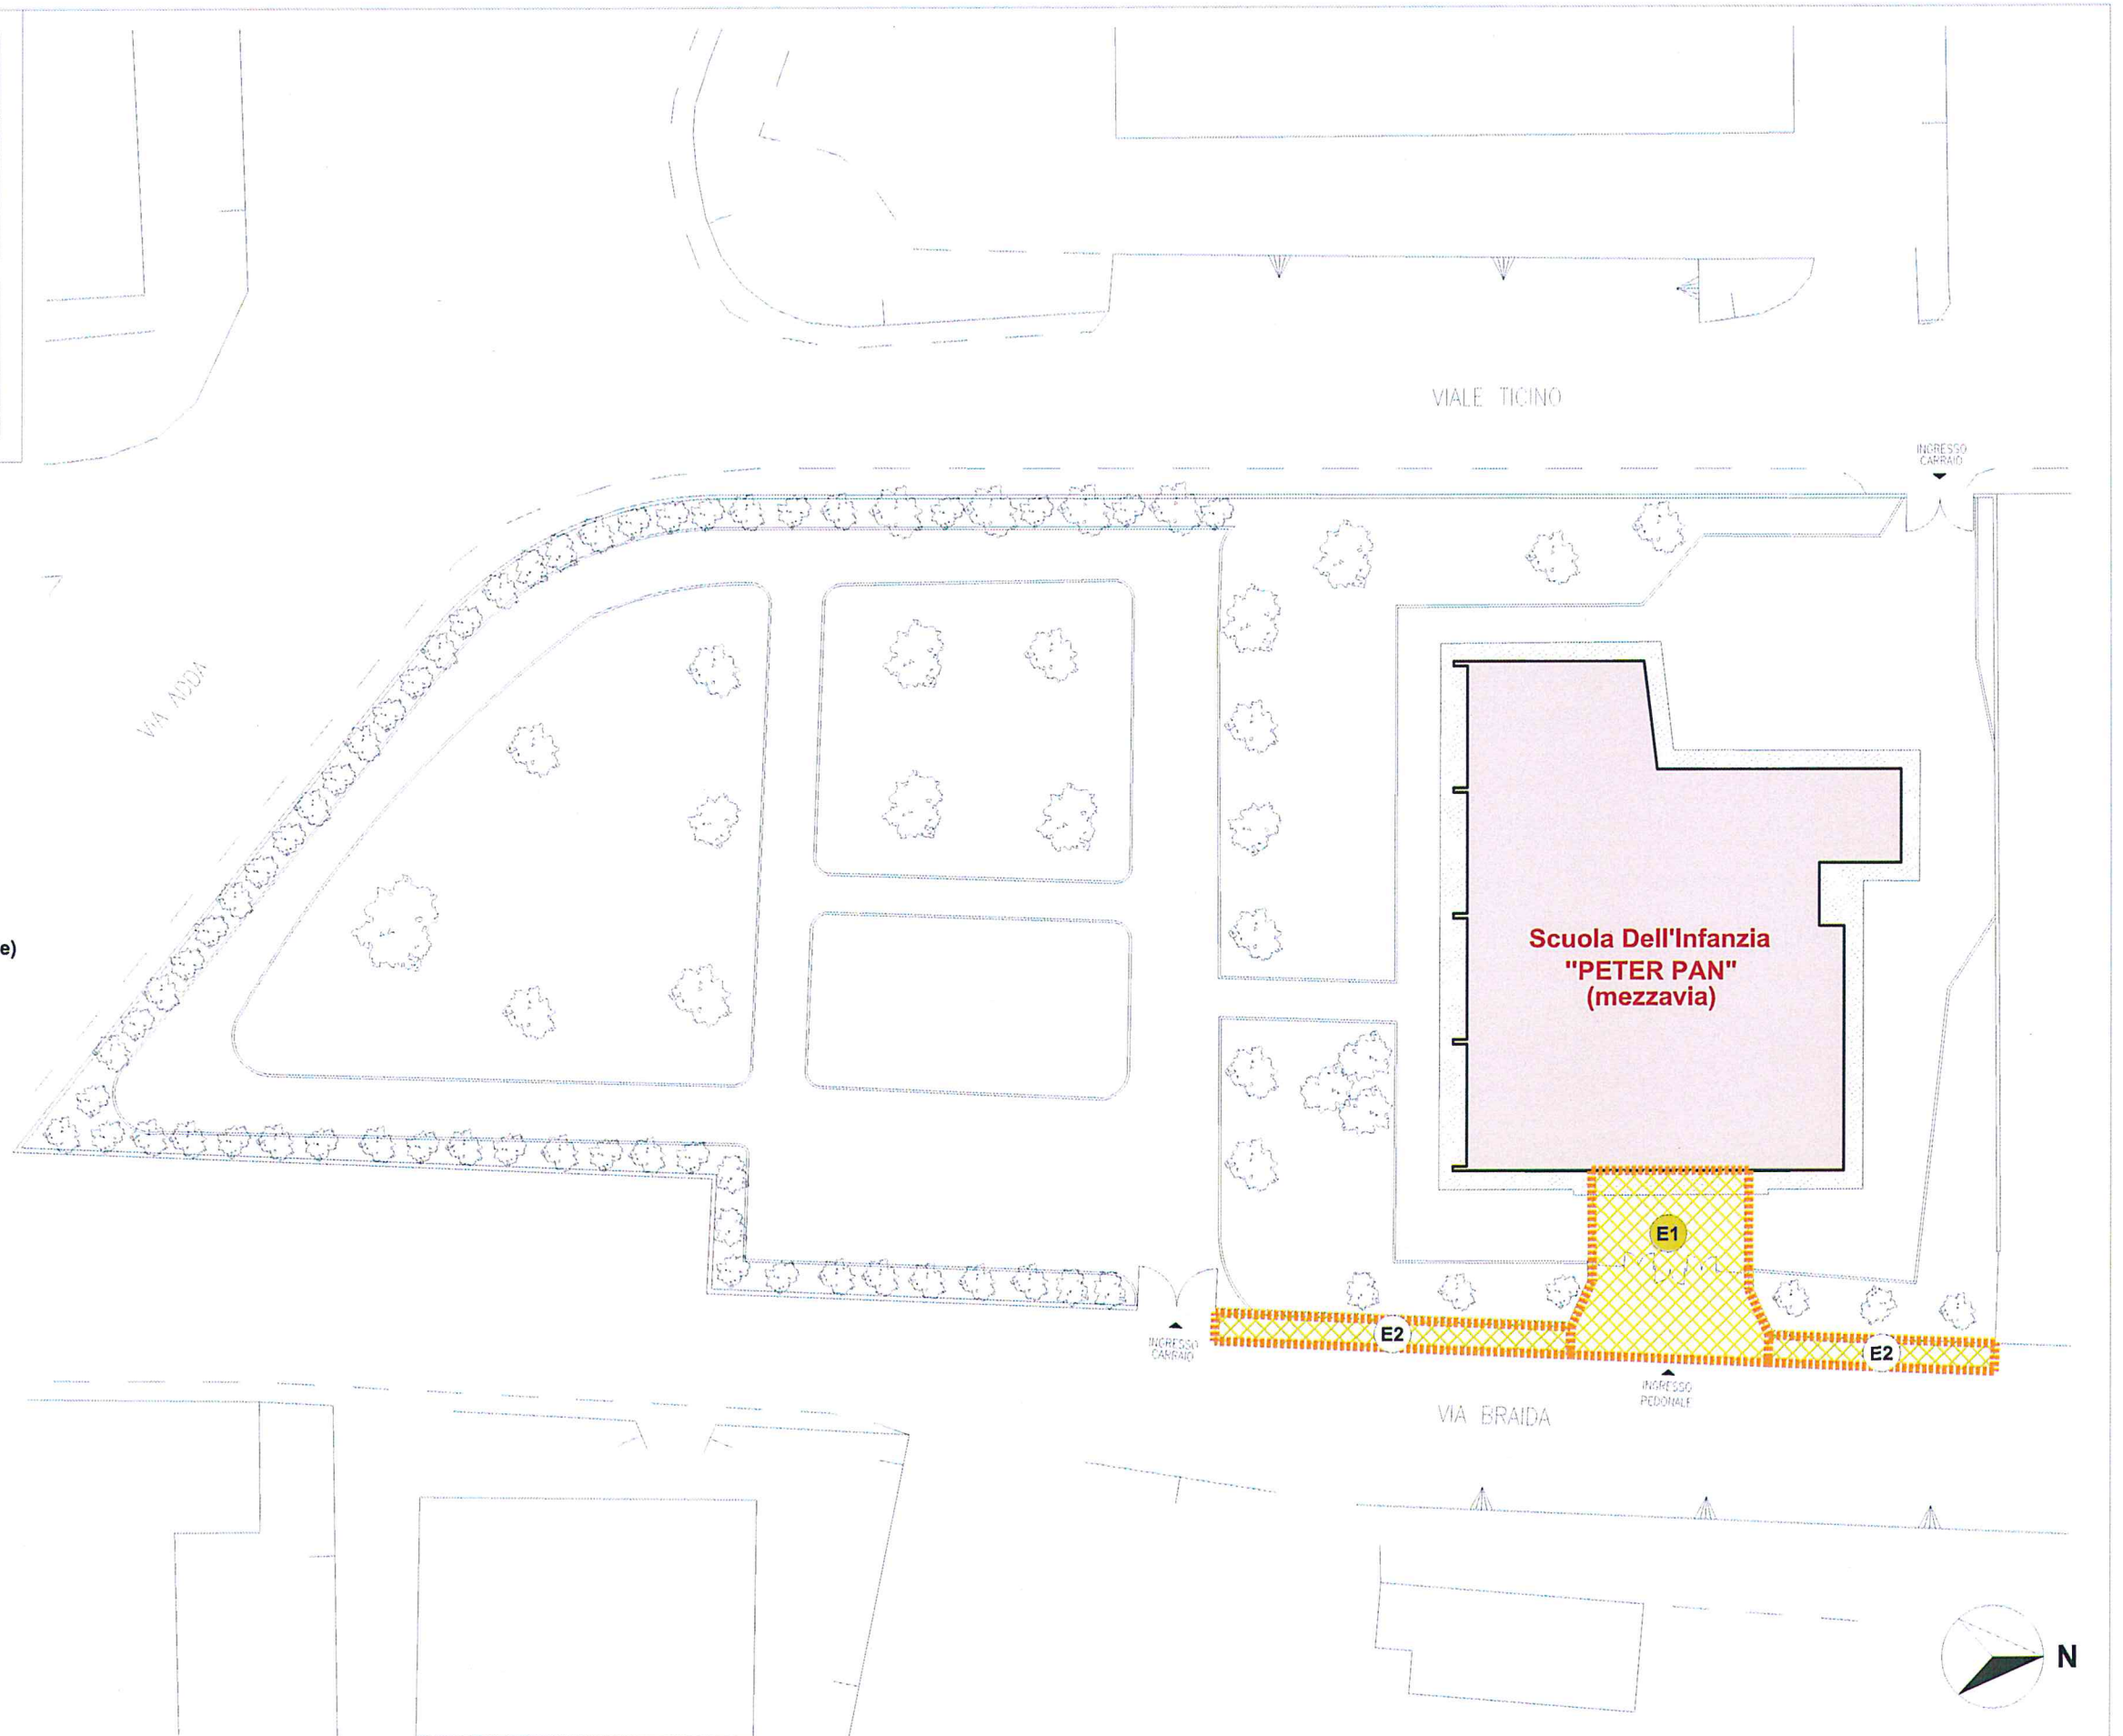 VIALE TICINO
INGRESSO
CARRAIO
VIA ADDA
e)
Scuola Dell'Infanzia
"PETER PAN"
(mezzavia)
E1
E2
E2
INGRESSO
CARRAIO
INGRESSO
PEDONALE
VIA BRAIDA
N